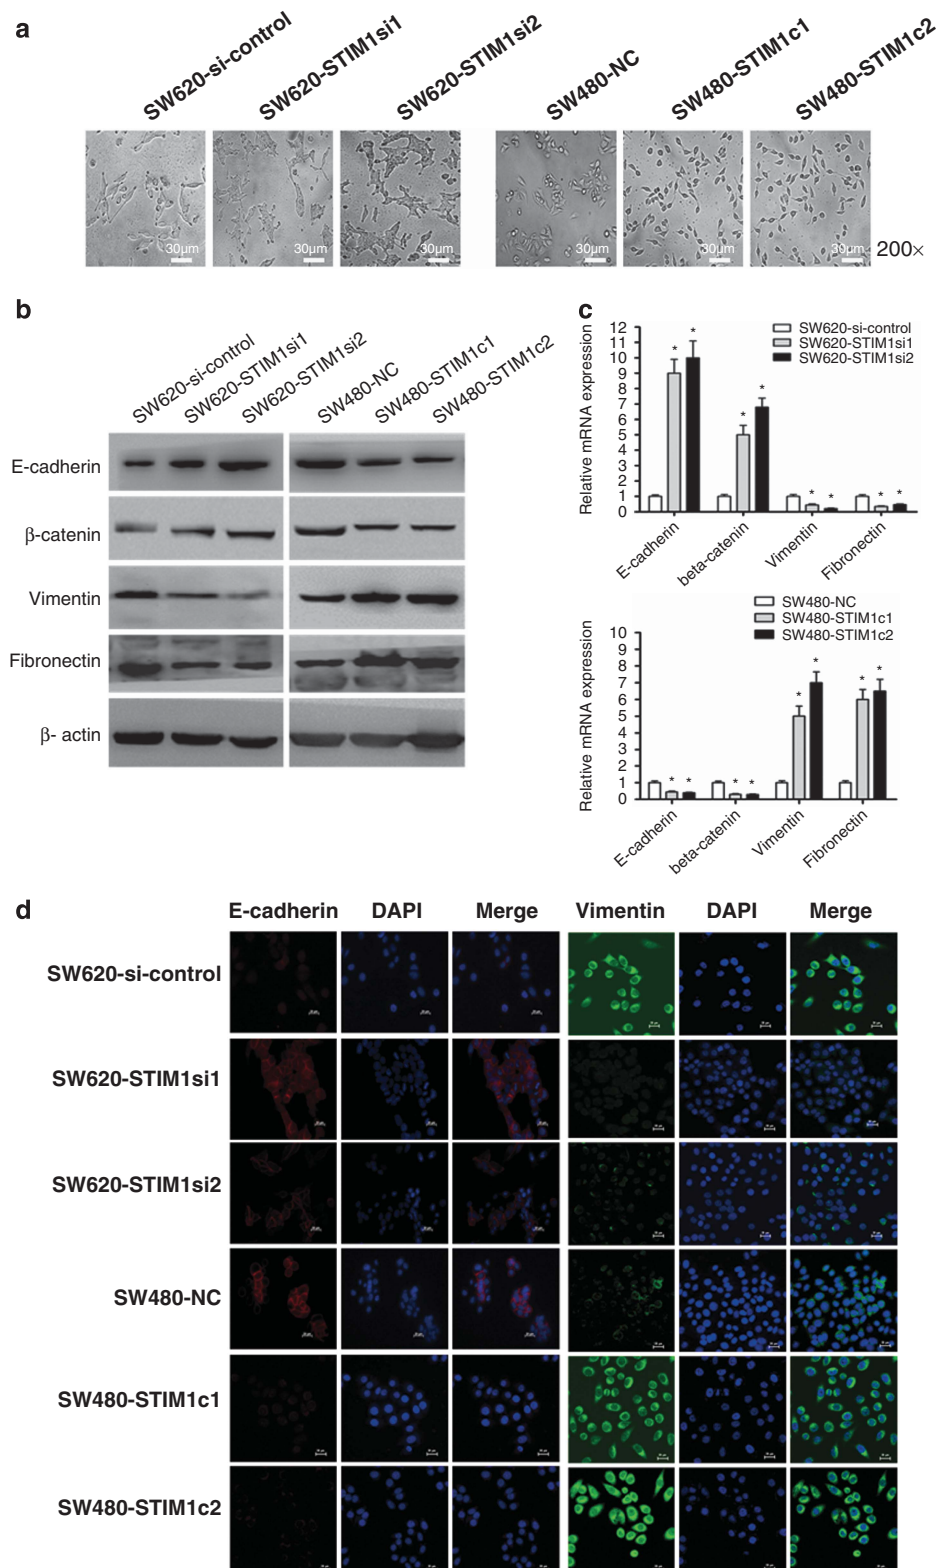 a
SW620-si-control
SW620-STIM1si1
SW620-STIM1si2
SW480-NC
SW480-STIM1c1
SW480-STIM1c2
30µm
30µm
30µm
30µm
30µm
30µm
200×
b
SW620-si-control
SW620-STIM1si1
SW620-STIM1si2
SW480-NC
SW480-STIM1c1
SW480-STIM1c2
E-cadherin
β-catenin
Vimentin
Fibronectin
β- actin
c
Relative mRNA expression
12
11
10
9
8
7
6
5
4
3
2
1
0
SW620-si-control
SW620-STIM1si1
SW620-STIM1si2
* * * * * * * *
E-cadherin
beta-catenin
Vimentin
Fibronectin
Relative mRNA expression
10
9
8
7
6
5
4
3
2
1
0
SW480-NC
SW480-STIM1c1
SW480-STIM1c2
* * * * * * * *
E-cadherin
beta-catenin
Vimentin
Fibronectin
d
E-cadherin DAPI Merge Vimentin DAPI Merge
SW620-si-control
SW620-STIM1si1
SW620-STIM1si2
SW480-NC
SW480-STIM1c1
SW480-STIM1c2